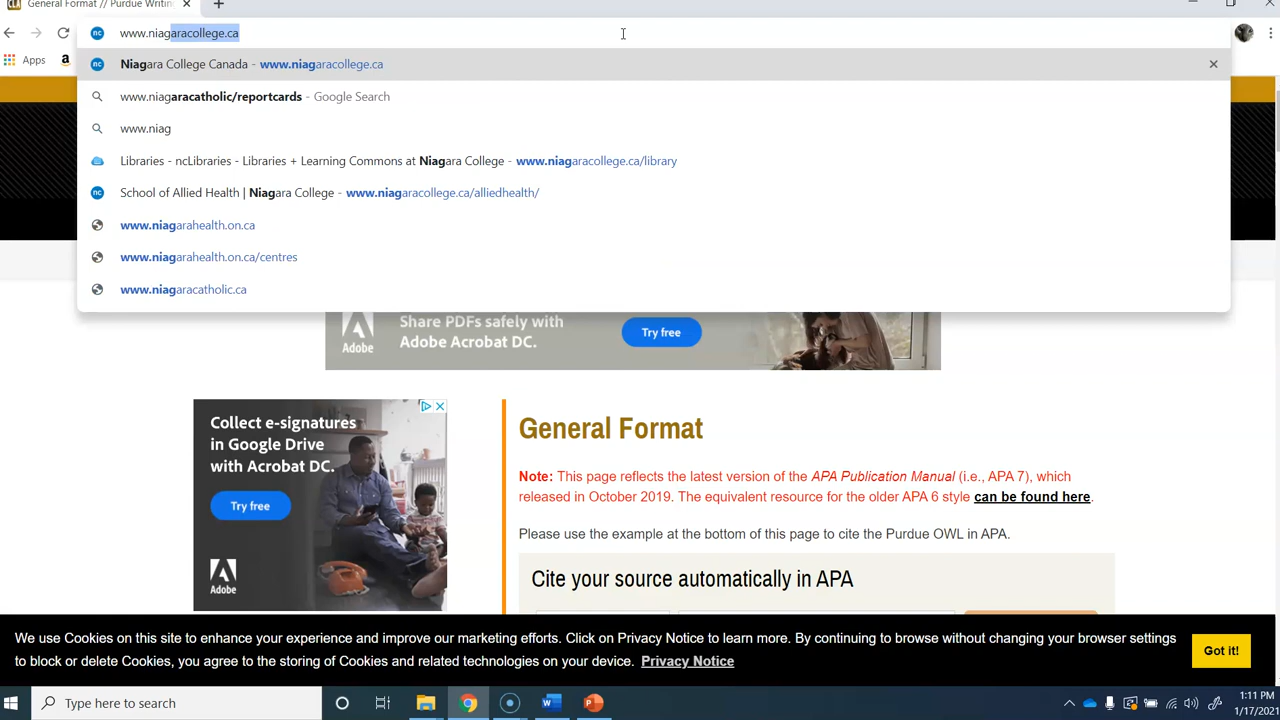 General Format // Purdue Writing
www.niagaracollege.ca
Apps
Niagara College Canada - www.niagaracollege.ca
www.niagaracatholic/reportcards - Google Search
www.niag
Libraries - ncLibraries - Libraries + Learning Commons at Niagara College - www.niagaracollege.ca/library
School of Allied Health | Niagara College - www.niagaracollege.ca/alliedhealth/
www.niagarahealth.on.ca
www.niagarahealth.on.ca/centres
www.niagaracatholic.ca
Share PDFs safely with
Adobe Acrobat DC.
Try free
Adobe
Collect e-signatures
in Google Drive
with Acrobat DC.
Try free
Adobe
General Format
Note: This page reflects the latest version of the APA Publication Manual (i.e., APA 7), which
released in October 2019. The equivalent resource for the older APA 6 style can be found here.
Please use the example at the bottom of this page to cite the Purdue OWL in APA.
Cite your source automatically in APA
We use Cookies on this site to enhance your experience and improve our marketing efforts. Click on Privacy Notice to learn more. By continuing to browse without changing your browser settings
to block or delete Cookies, you agree to the storing of Cookies and related technologies on your device. Privacy Notice
Got it!
Type here to search
1:11 PM
1/17/2021